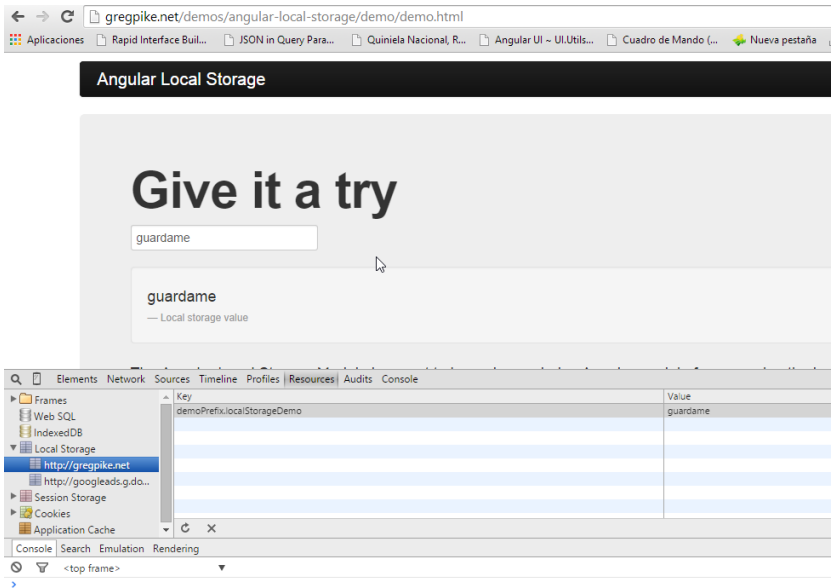 gregpike.net/demos/angular-local-storage/demo/demo.html
Aplicaciones Rapid Interface Buil... JSON in Query Para... Quiniela Nacional, R... Angular UI ~ UI.Utils... Cuadro de Mando (... Nueva pestaña
Angular Local Storage
Give it a try
guardame
guardame
— Local storage value
Elements Network Sources Timeline Profiles Resources Audits Console
Frames
Web SQL
IndexedDB
Local Storage
http://gregpike.net
http://googleads.g.do...
Session Storage
Cookies
Application Cache
Key Value
demoPrefix.localStorageDemo guardame
Console Search Emulation Rendering
<top frame>